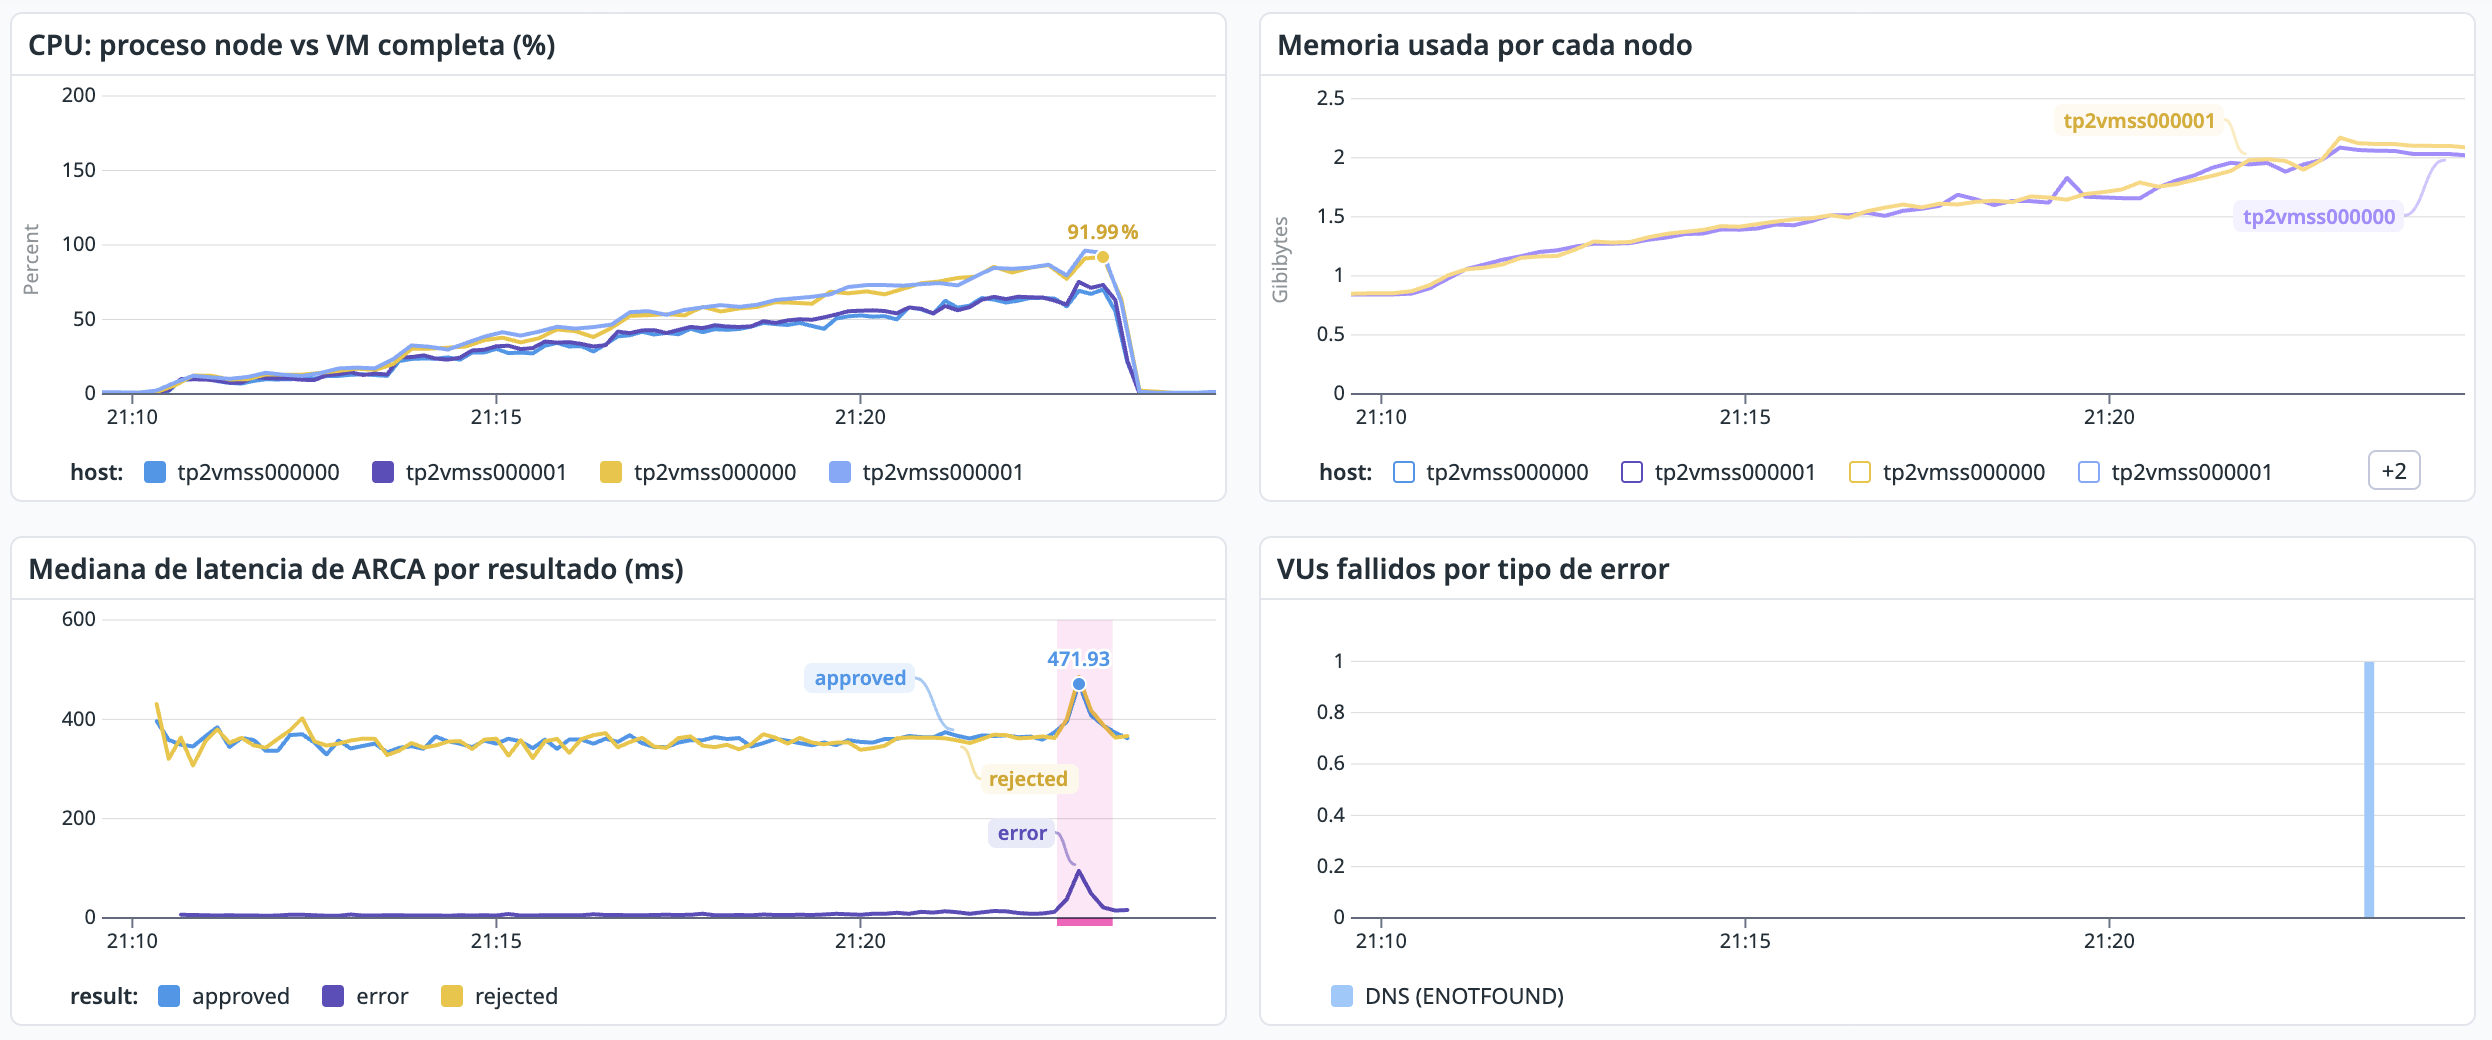 CPU: proceso node vs VM completa (%)
200
150
100
50
0
Percent
91.99 %
21:10
21:15
21:20
host: tp2vmss000000 tp2vmss000001 tp2vmss000000 tp2vmss000001
Memoria usada por cada nodo
2.5
2
1.5
1
0.5
0
Gibibytes
tp2vmss000001
tp2vmss000000
21:10
21:15
21:20
host: tp2vmss000000 tp2vmss000001 tp2vmss000000 tp2vmss000001 +2
Mediana de latencia de ARCA por resultado (ms)
600
400
200
0
471.93
approved
rejected
error
21:10
21:15
21:20
result: approved error rejected
VUs fallidos por tipo de error
1
0.8
0.6
0.4
0.2
0
21:10
21:15
21:20
DNS (ENOTFOUND)